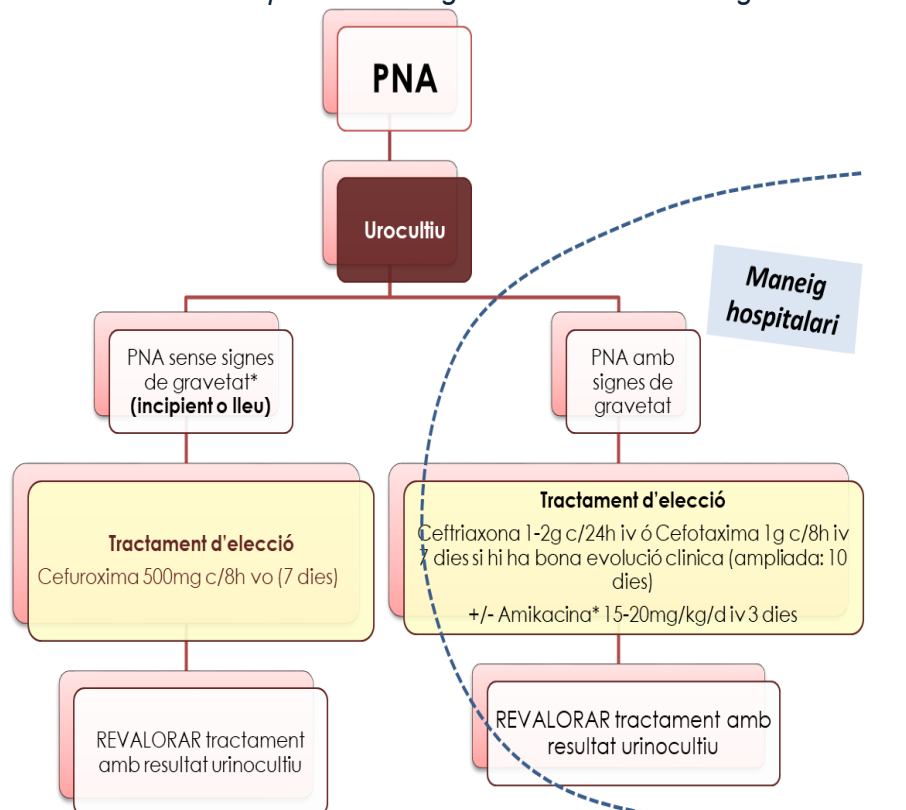 PNA
Urocultiu
Maneig
hospitalari
PNA sense signes
de gravetat*
(incipent o lleu)
PNA amb
signes de
gravetat
Tractament d'elecció
Cefuroxima 500mg c/8h vo (7 dies)
Tractament d'elecció
Ceftriaxona 1-2g c/24h iv ó Cefotaxima 1g c/8h iv
7 dies si hi ha bona evolució clinica (ampliada: 10
dies)
+/- Amikacina* 15-20mg/kg/d iv 3 dies
REVALORAR tractament
amb resultat urinocultiu
REVALORAR tractament amb
resultat urinocultiu